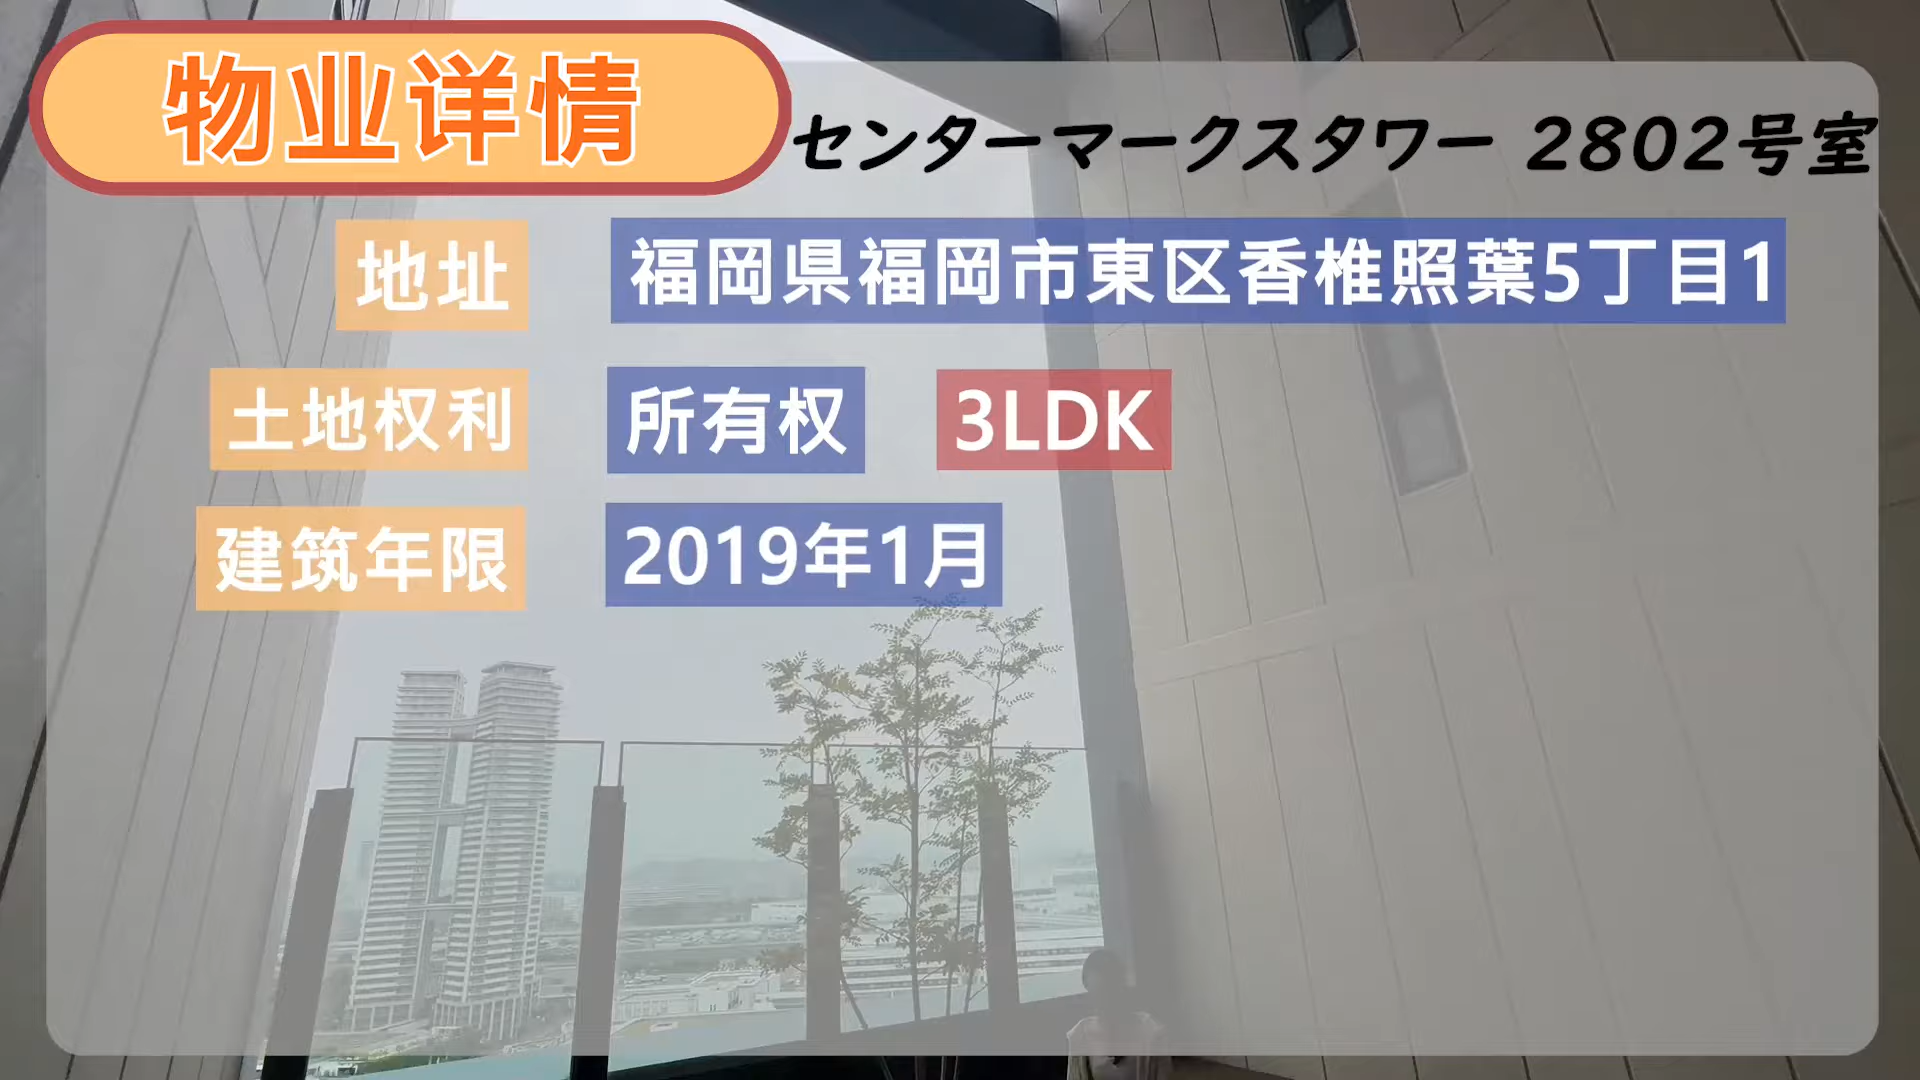 物业详情
センターマークスタワー 2802号室
地址 福岡県福岡市東区香椎照葉5丁目1
土地权利 所有权 3LDK
建筑年限 2019年1月